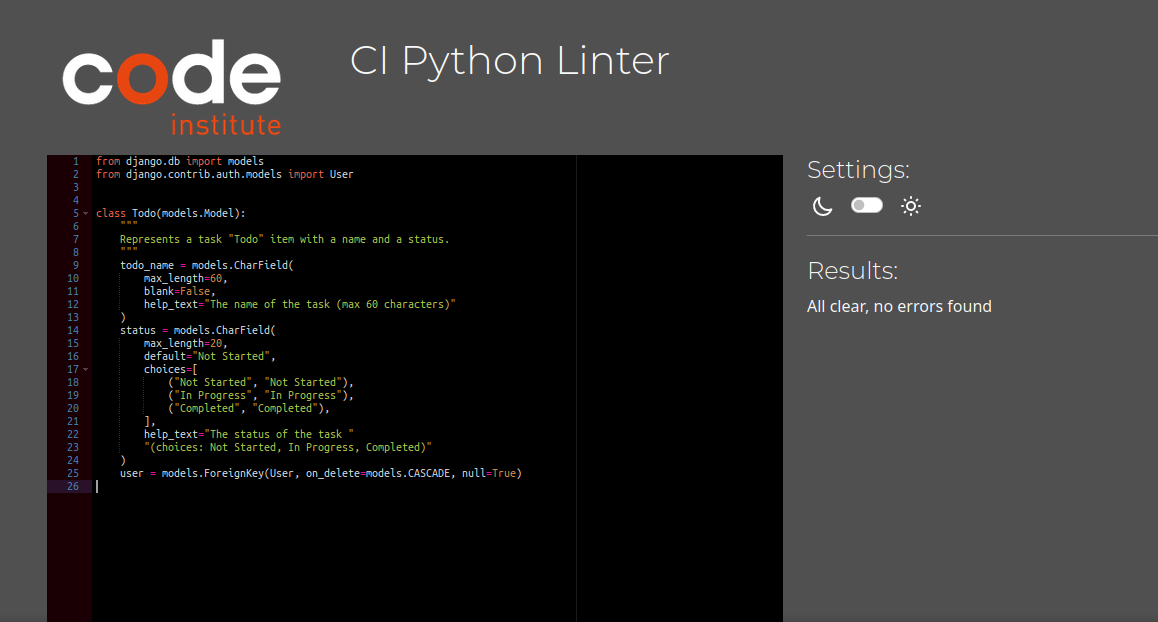 code
institute
CI Python Linter
1 from django.db import models
2 from django.contrib.auth.models import User
3
4
5 class Todo(models.Model):
6     """
7     Represents a task "Todo" item with a name and a status.
8     """
9     todo_name = models.CharField(
10         max_length=60,
11         blank=False,
12         help_text="The name of the task (max 60 characters)"
13     )
14     status = models.CharField(
15         max_length=20,
16         default="Not Started",
17         choices=[
18             ("Not Started", "Not Started"),
19             ("In Progress", "In Progress"),
20             ("Completed", "Completed"),
21         ],
22         help_text="The status of the task "
23         "(choices: Not Started, In Progress, Completed)"
24     )
25     user = models.ForeignKey(User, on_delete=models.CASCADE, null=True)
26
Settings:
Results:
All clear, no errors found